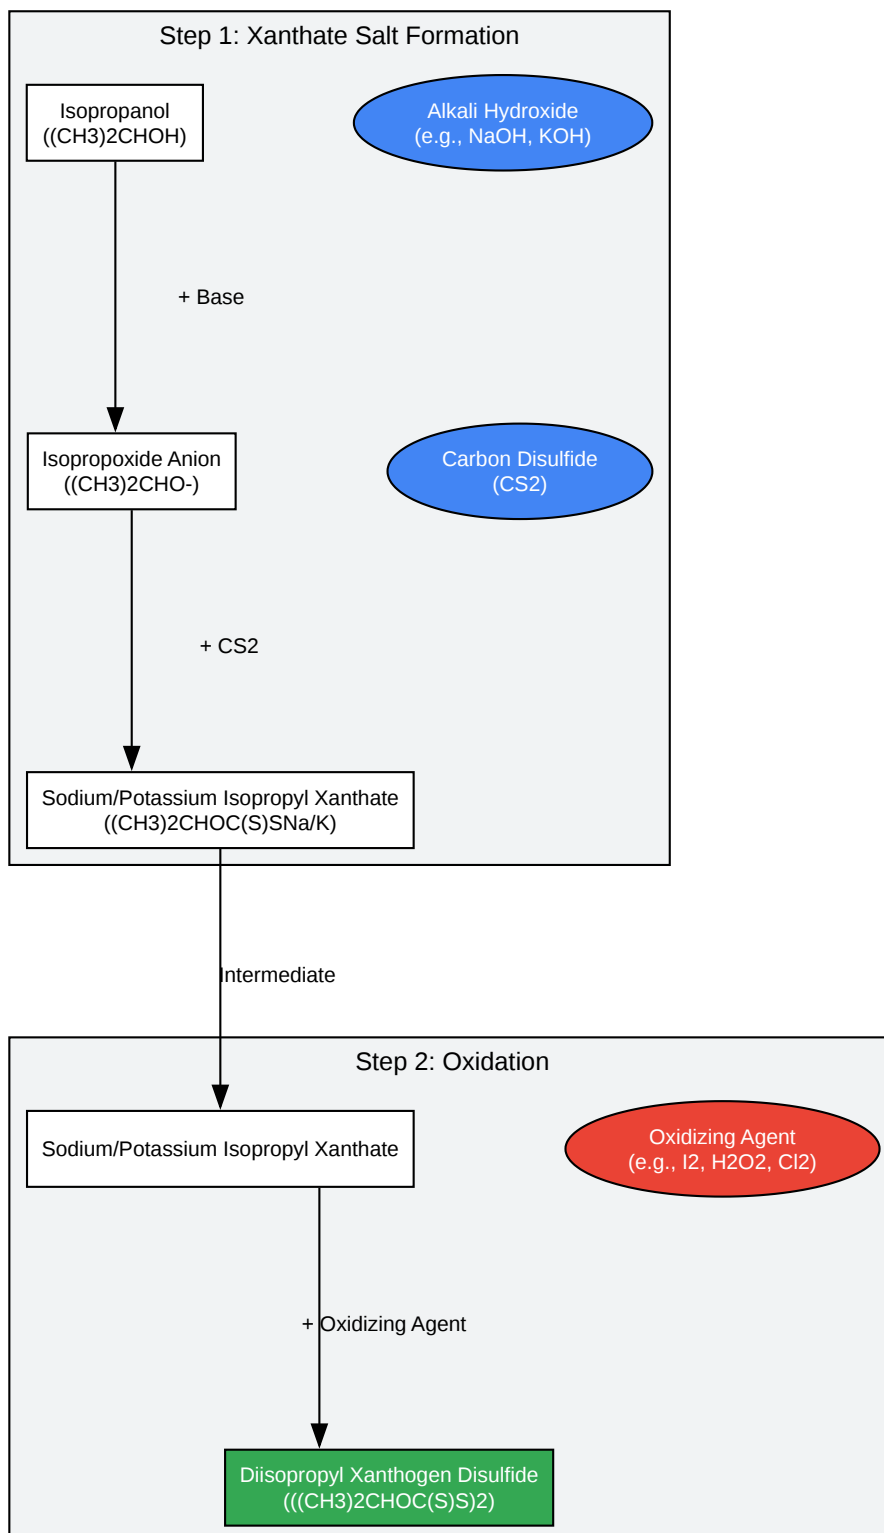 Step 1: Xanthate Salt Formation
Isopropanol
((CH3)2CHOH)
Alkali Hydroxide
(e.g., NaOH, KOH)
+ Base
Isopropoxide Anion
((CH3)2CHO-)
Carbon Disulfide
(CS2)
+ CS2
Sodium/Potassium Isopropyl Xanthate
((CH3)2CHOC(S)SNa/K)
Intermediate
Step 2: Oxidation
Sodium/Potassium Isopropyl Xanthate
Oxidizing Agent
(e.g., I2, H2O2, Cl2)
+ Oxidizing Agent
Diisopropyl Xanthogen Disulfide
(((CH3)2CHOC(S)S)2)